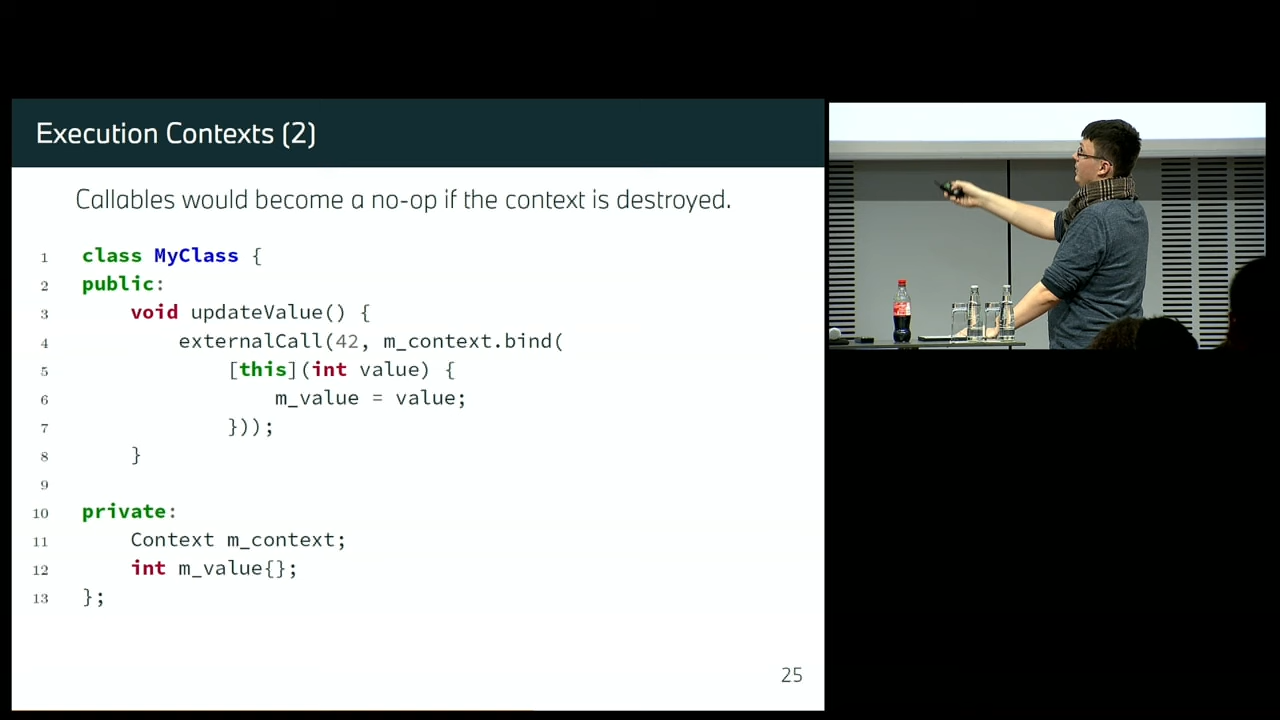 Execution Contexts (2)
Callables would become a no-op if the context is destroyed.
1 class MyClass {
2 public:
3     void updateValue() {
4         externalCall(42, m_context.bind(
5             [this](int value) {
6                 m_value = value;
7             }));
8     }
9
10 private:
11     Context m_context;
12     int m_value{};
13 };
25